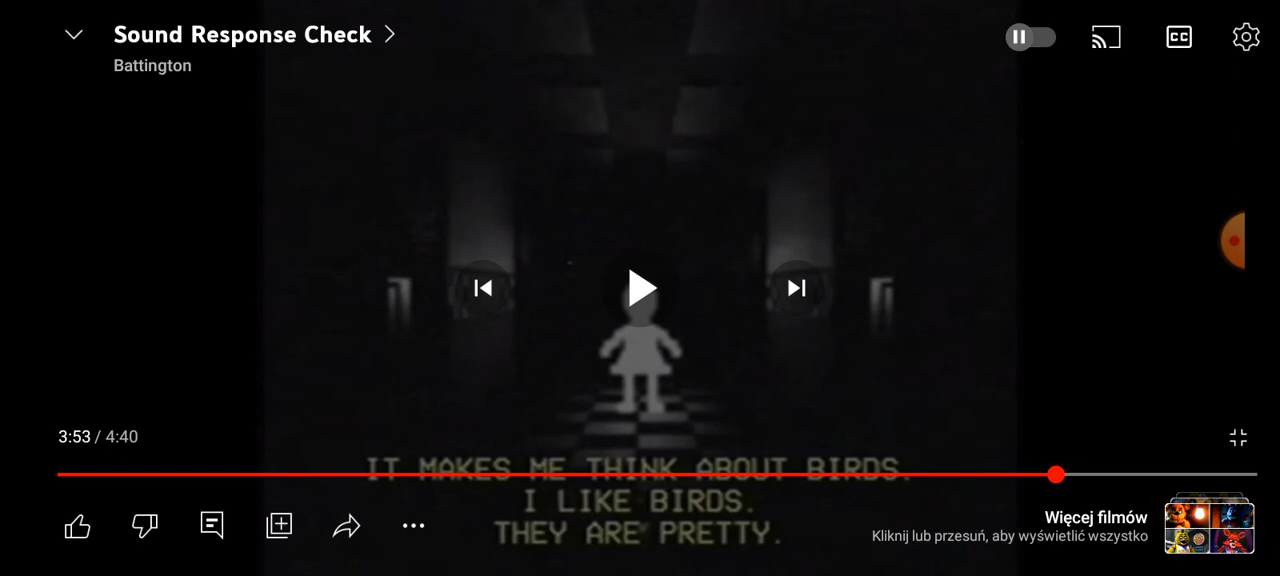 Sound Response Check
Battington
CC
3:53 / 4:40
IT MAKES ME THINK ABOUT BIRDS.
I LIKE BIRDS.
THEY ARE PRETTY.
Więcej filmów
Kliknij lub przesuń, aby wyświetlić wszystko